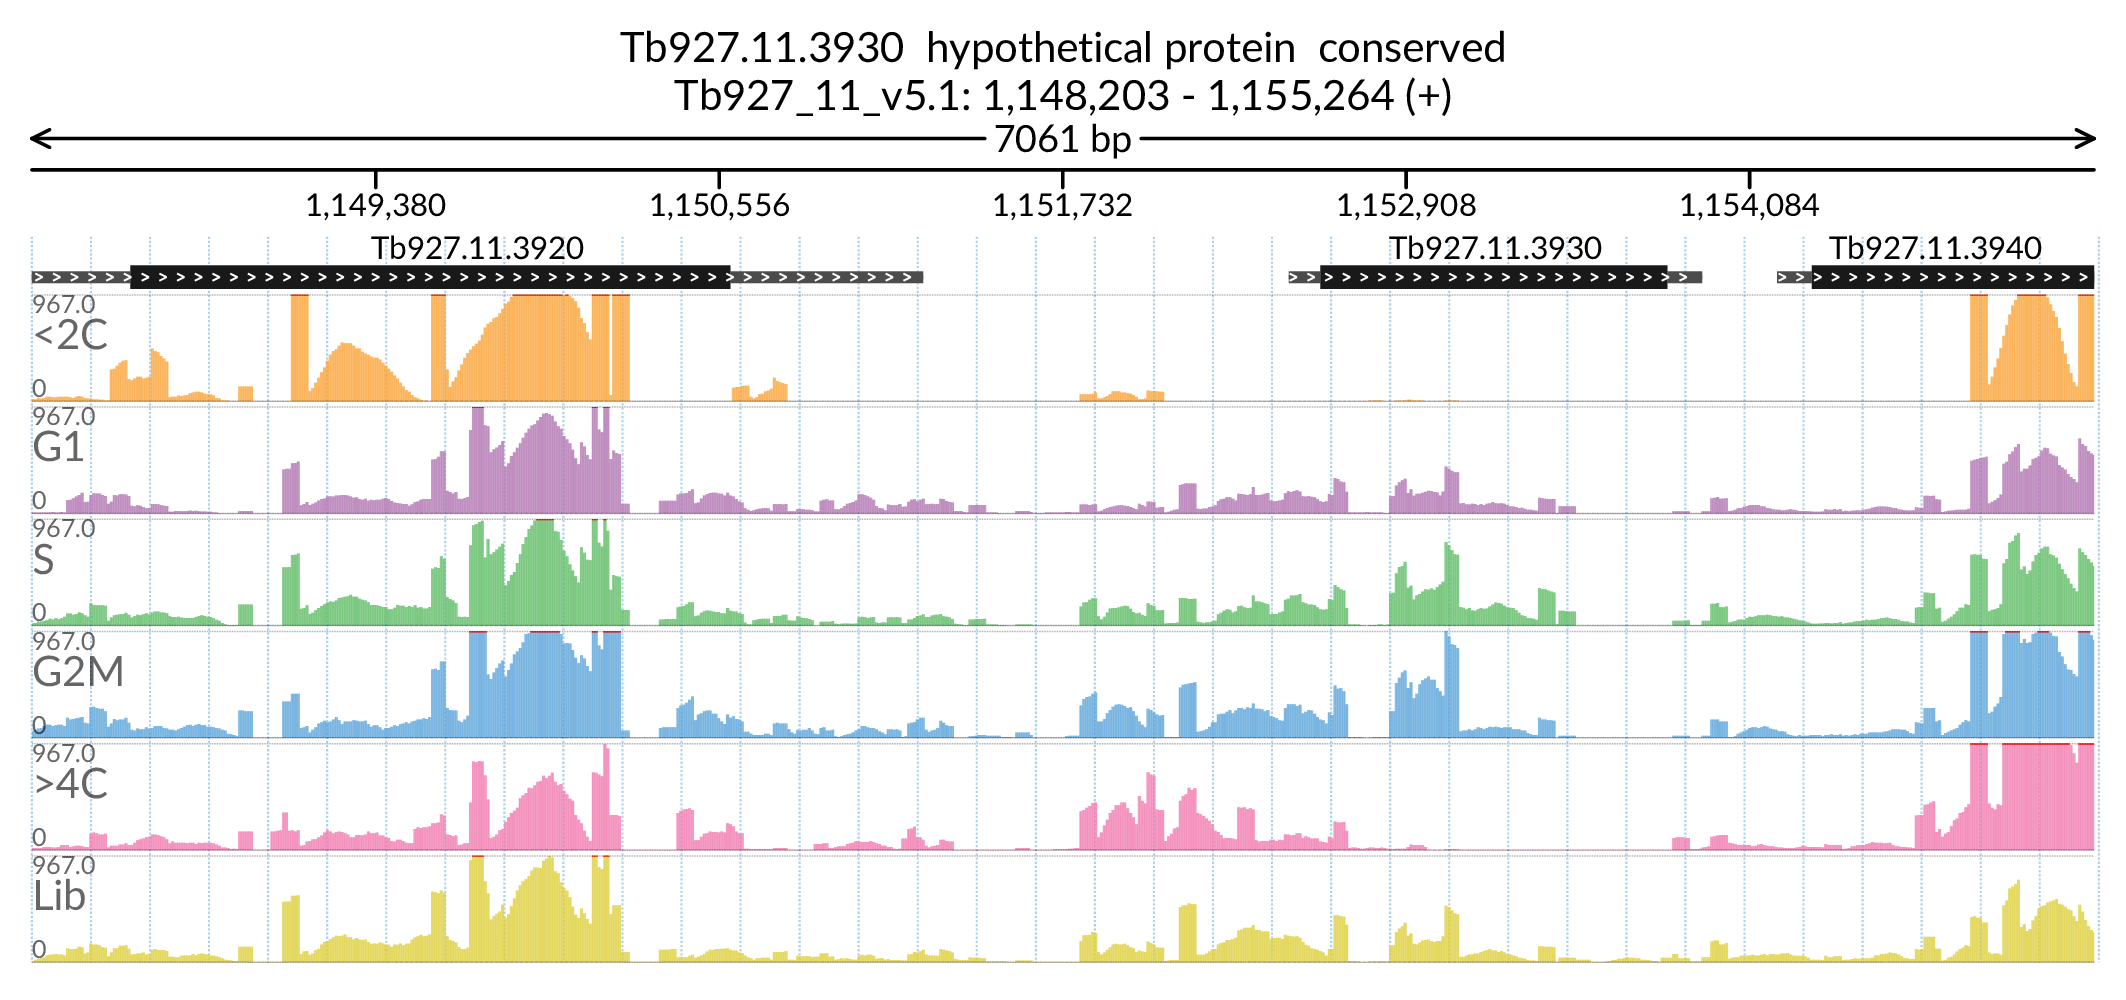 Tb927.11.3930  hypothetical protein  conserved
Tb927_11_v5.1: 1,148,203 - 1,155,264 (+)
7061 bp
1,149,380 1,150,556 1,151,732 1,152,908 1,154,084
Tb927.11.3920 Tb927.11.3930 Tb927.11.3940
967.0
<2C
0
967.0
G1
0
967.0
S
0
967.0
G2M
0
967.0
>4C
0
967.0
Lib
0